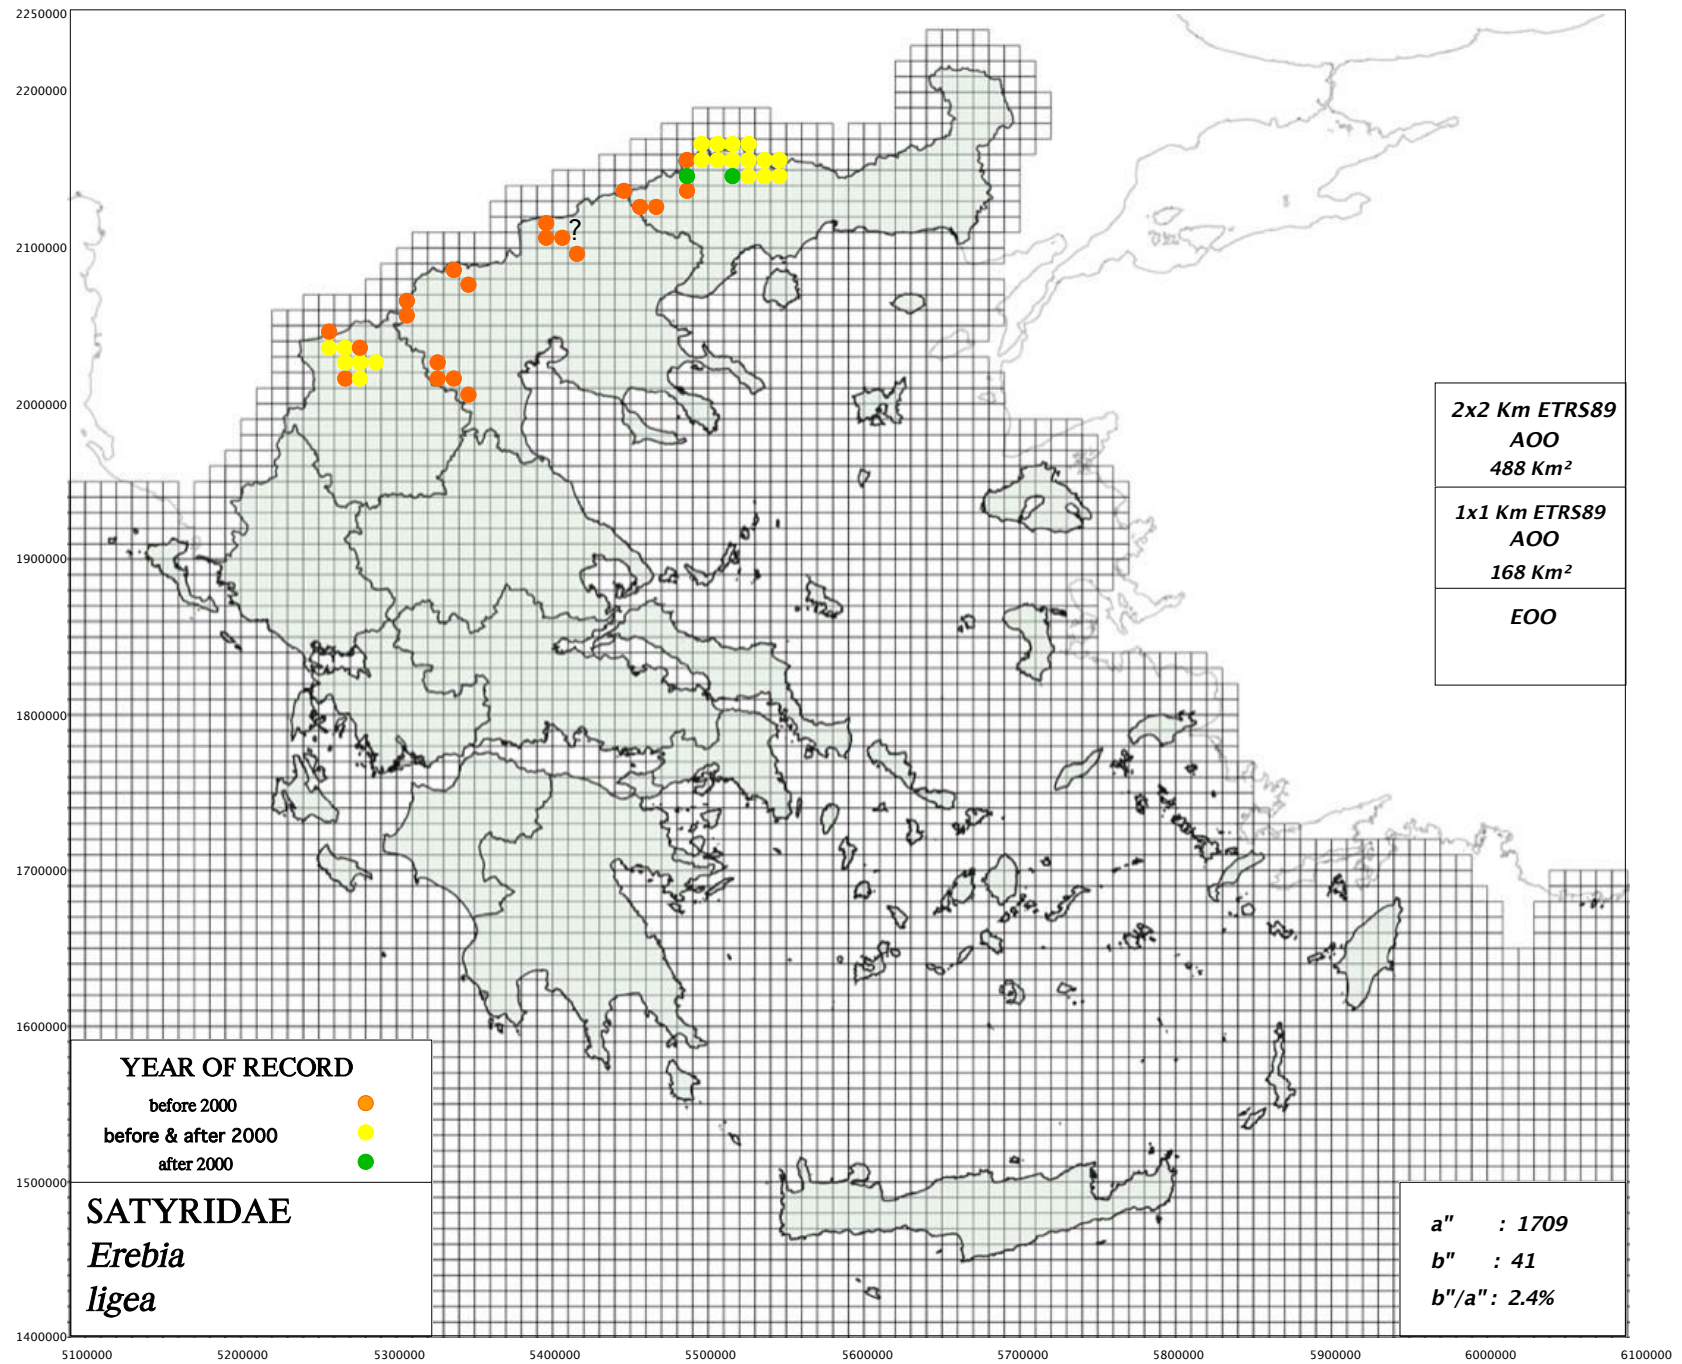 2250000
2200000
2100000
2000000
1900000
1800000
1700000
1600000
1500000
1400000
?
2x2 Km ETRS89
AOO
488 Km²
1x1 Km ETRS89
AOO
168 Km²
EOO
YEAR OF RECORD
before 2000
before & after 2000
after 2000
SATYRIDAE
Erebia
ligea
a" : 1709
b" : 41
b"/a" : 2.4%
5100000 5200000 5300000 5400000 5500000 5600000 5700000 5800000 5900000 6000000 6100000